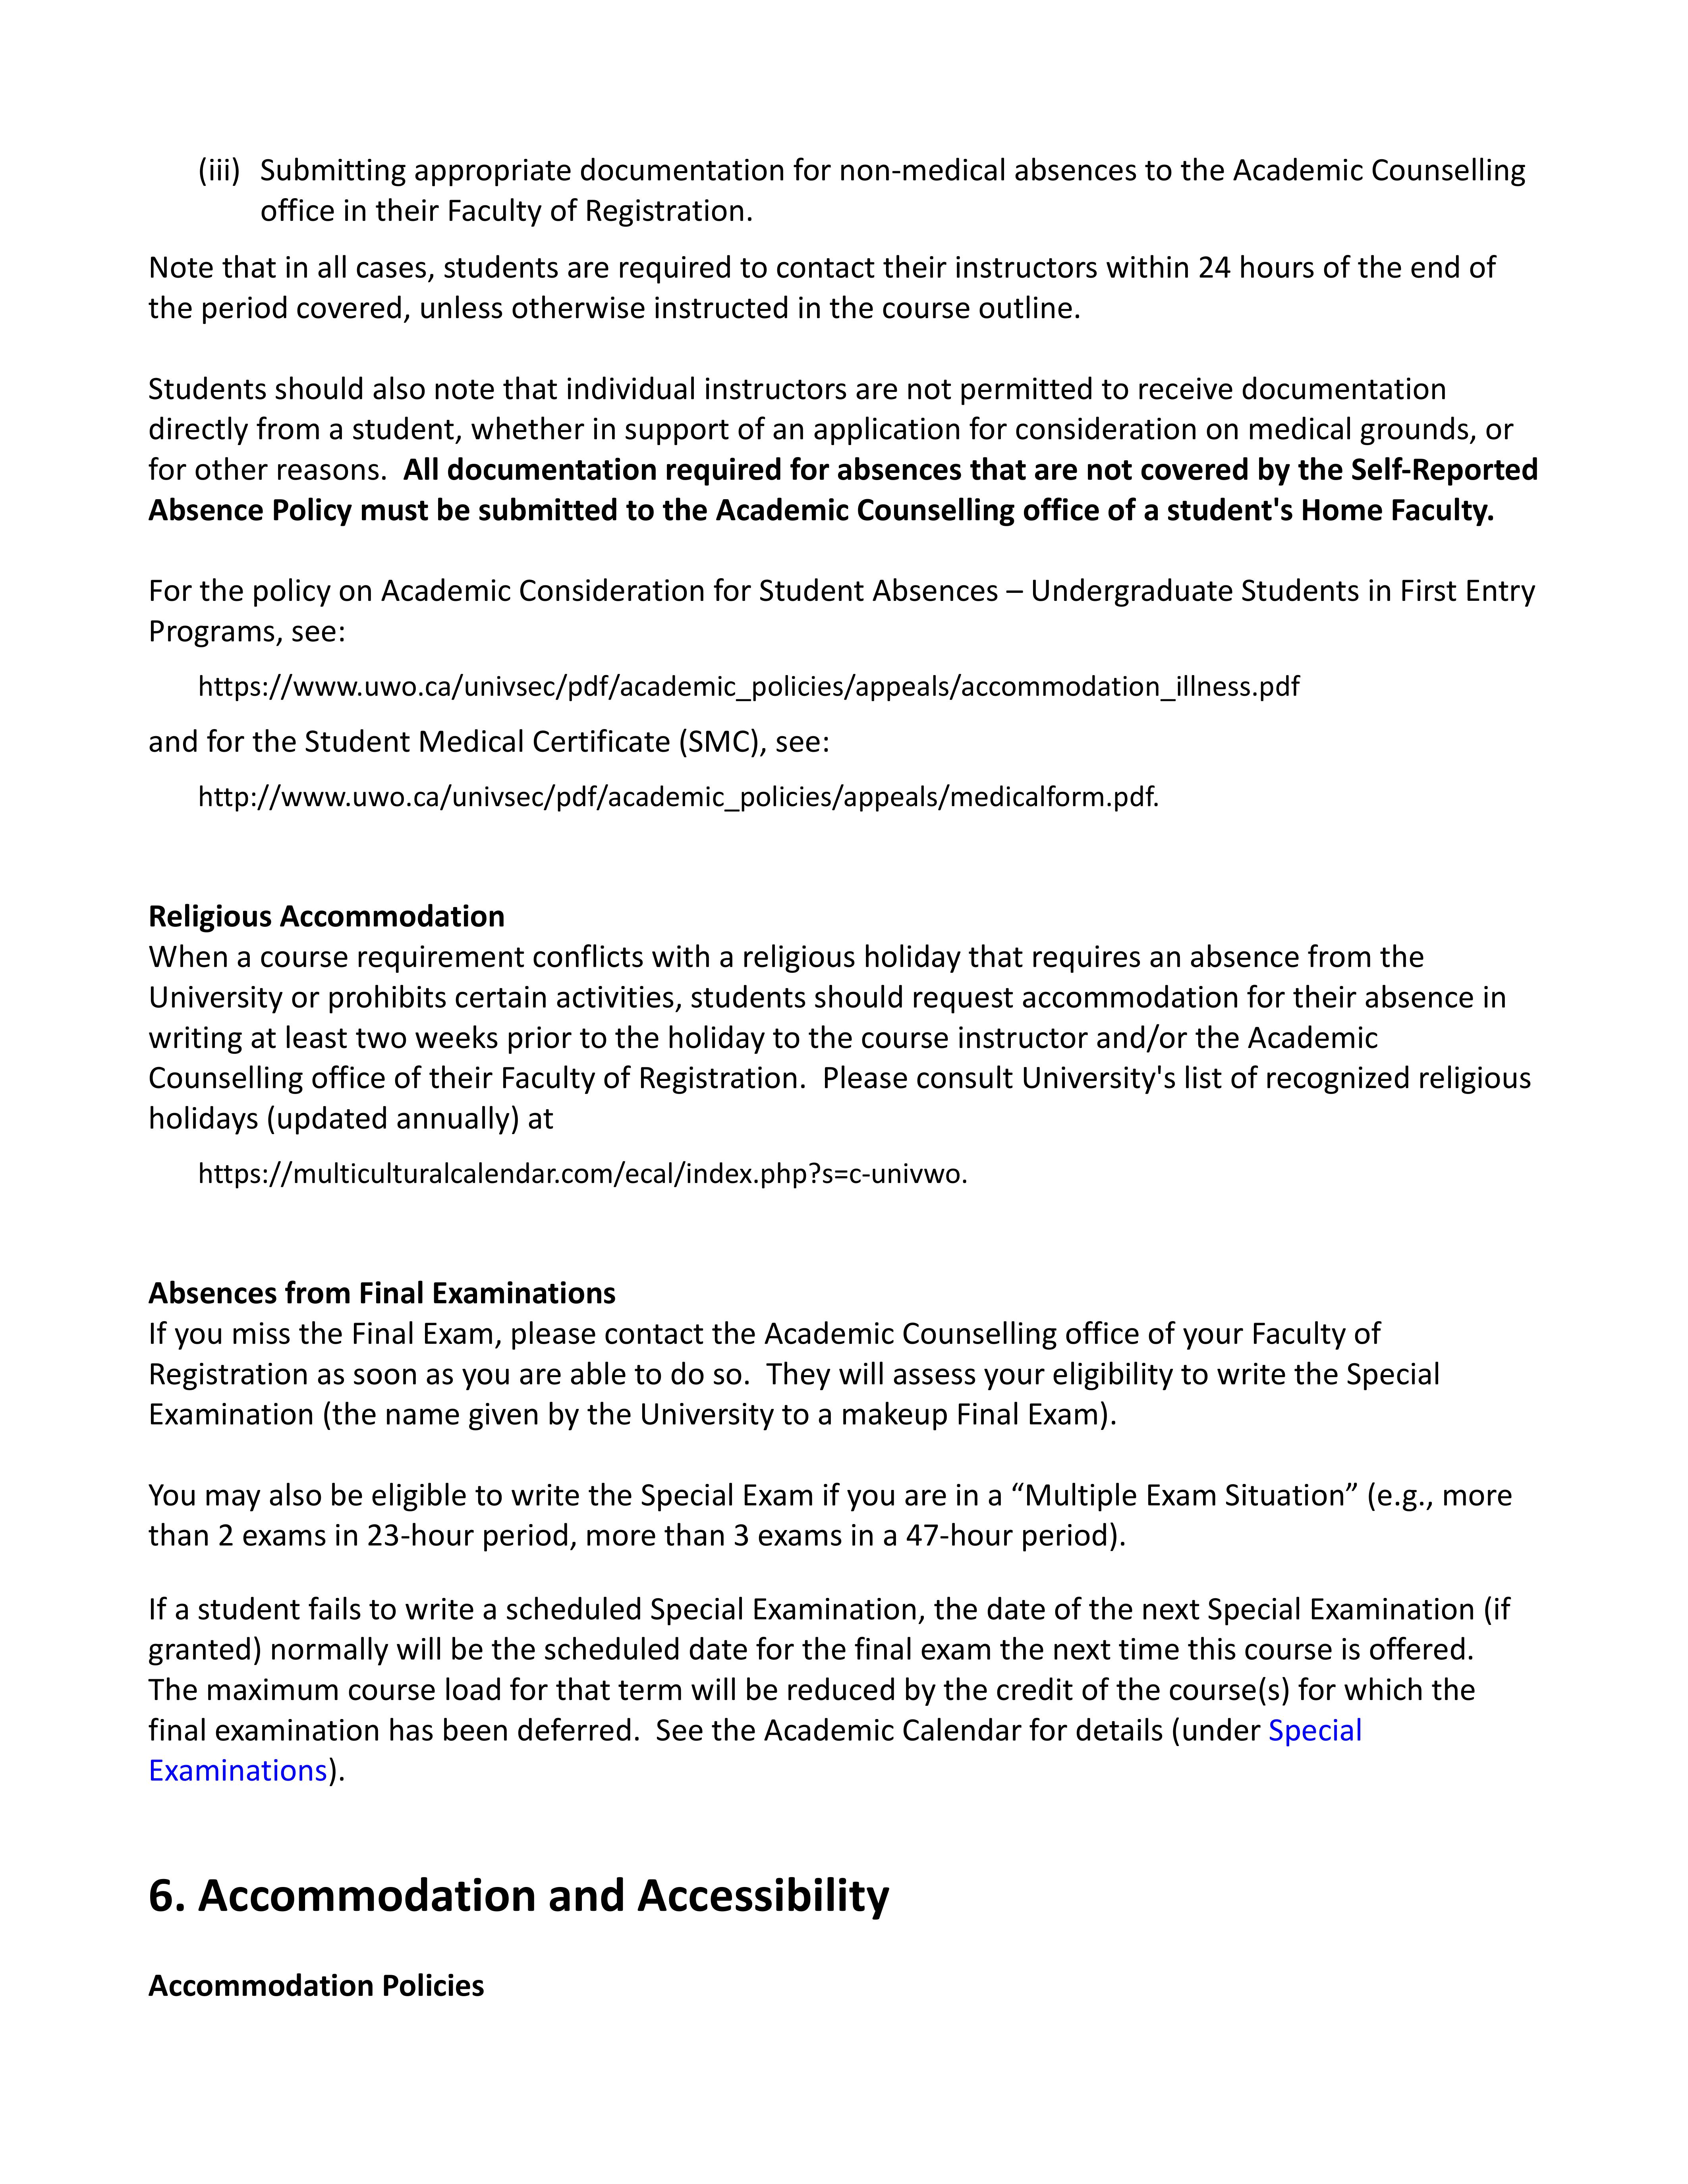 (iii) Submitting appropriate documentation for non-medical absences to the Academic Counselling
office in their Faculty of Registration.
Note that in all cases, students are required to contact their instructors within 24 hours of the end of
the period covered, unless otherwise instructed in the course outline.
Students should also note that individual instructors are not permitted to receive documentation
directly from a student, whether in support of an application for consideration on medical grounds, or
for other reasons.  All documentation required for absences that are not covered by the Self-Reported
Absence Policy must be submitted to the Academic Counselling office of a student's Home Faculty.
For the policy on Academic Consideration for Student Absences – Undergraduate Students in First Entry
Programs, see:
https://www.uwo.ca/univsec/pdf/academic_policies/appeals/accommodation_illness.pdf
and for the Student Medical Certificate (SMC), see:
http://www.uwo.ca/univsec/pdf/academic_policies/appeals/medicalform.pdf.
Religious Accommodation
When a course requirement conflicts with a religious holiday that requires an absence from the
University or prohibits certain activities, students should request accommodation for their absence in
writing at least two weeks prior to the holiday to the course instructor and/or the Academic
Counselling office of their Faculty of Registration.  Please consult University's list of recognized religious
holidays (updated annually) at
https://multiculturalcalendar.com/ecal/index.php?s=c-univwo.
Absences from Final Examinations
If you miss the Final Exam, please contact the Academic Counselling office of your Faculty of
Registration as soon as you are able to do so.  They will assess your eligibility to write the Special
Examination (the name given by the University to a makeup Final Exam).
You may also be eligible to write the Special Exam if you are in a “Multiple Exam Situation” (e.g., more
than 2 exams in 23-hour period, more than 3 exams in a 47-hour period).
If a student fails to write a scheduled Special Examination, the date of the next Special Examination (if
granted) normally will be the scheduled date for the final exam the next time this course is offered.
The maximum course load for that term will be reduced by the credit of the course(s) for which the
final examination has been deferred.  See the Academic Calendar for details (under Special
Examinations).
6. Accommodation and Accessibility
Accommodation Policies